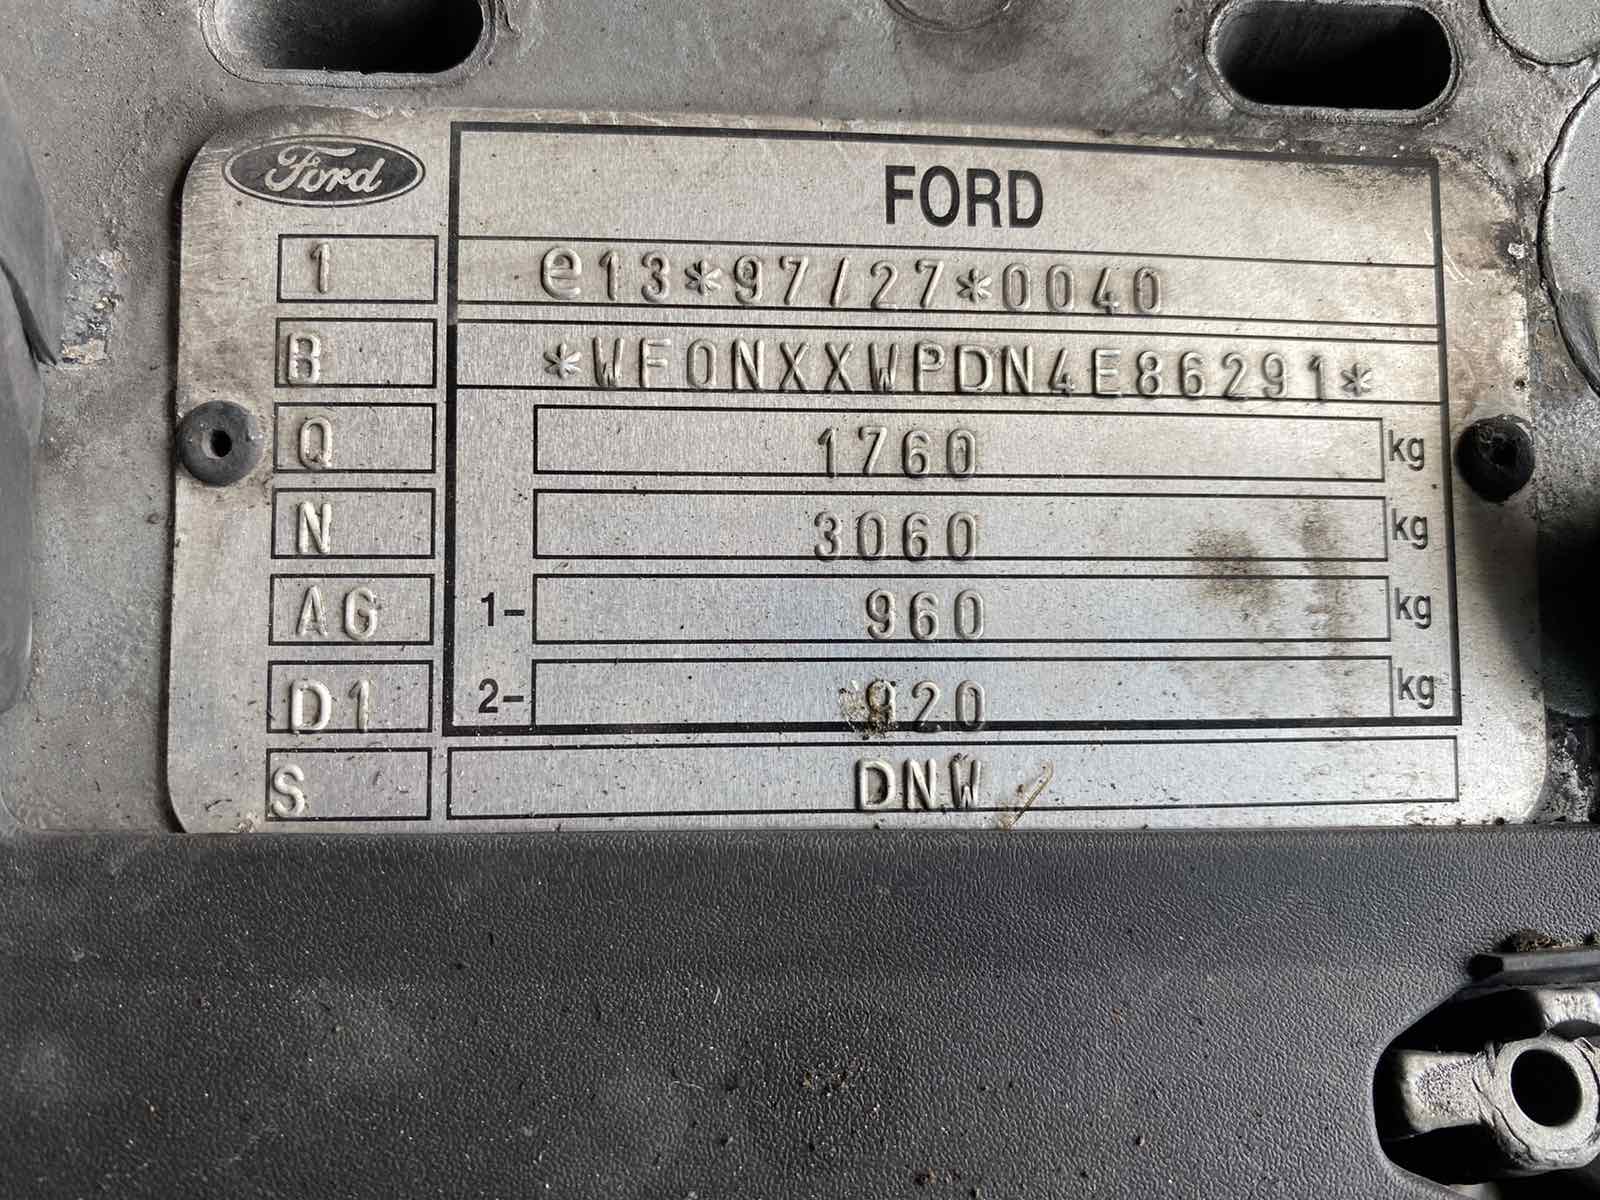 Ford
FORD
1 e13*97/27*0040
B *WF0NXXWPDN4E86291*
Q 1760 kg
N 3060 kg
AG 1- 960 kg
D1 2- 920 kg
S DNW